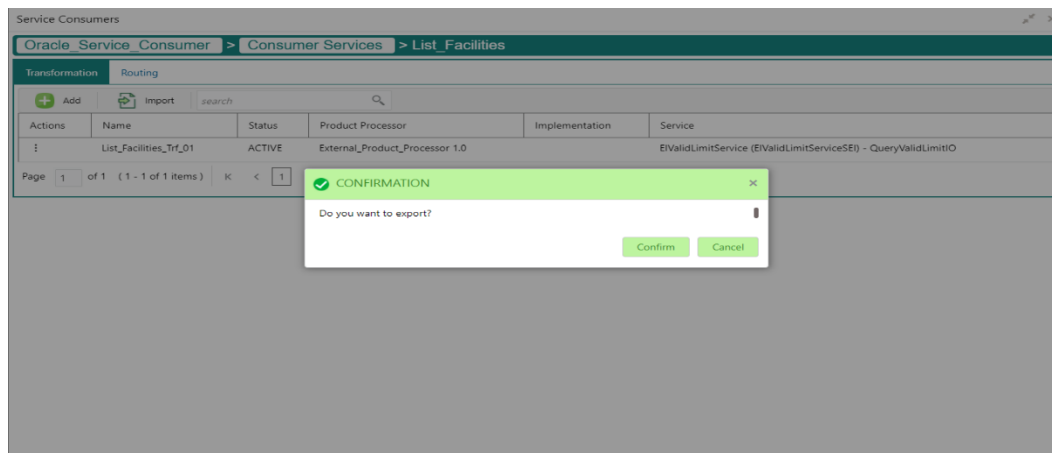 Service Consumers
Oracle_Service_Consumer > Consumer Services > List_Facilities
Transformation Routing
Add Import search
Actions Name Status Product Processor Implementation Service
List_Facilities_Trf_01 ACTIVE External_Product_Processor 1.0 EIValidLimitService (EIValidLimitServiceSEI) - QueryValidLimitIO
Page 1 of 1 (1 - 1 of 1 items) K < 1
CONFIRMATION ×
Do you want to export?
Confirm Cancel